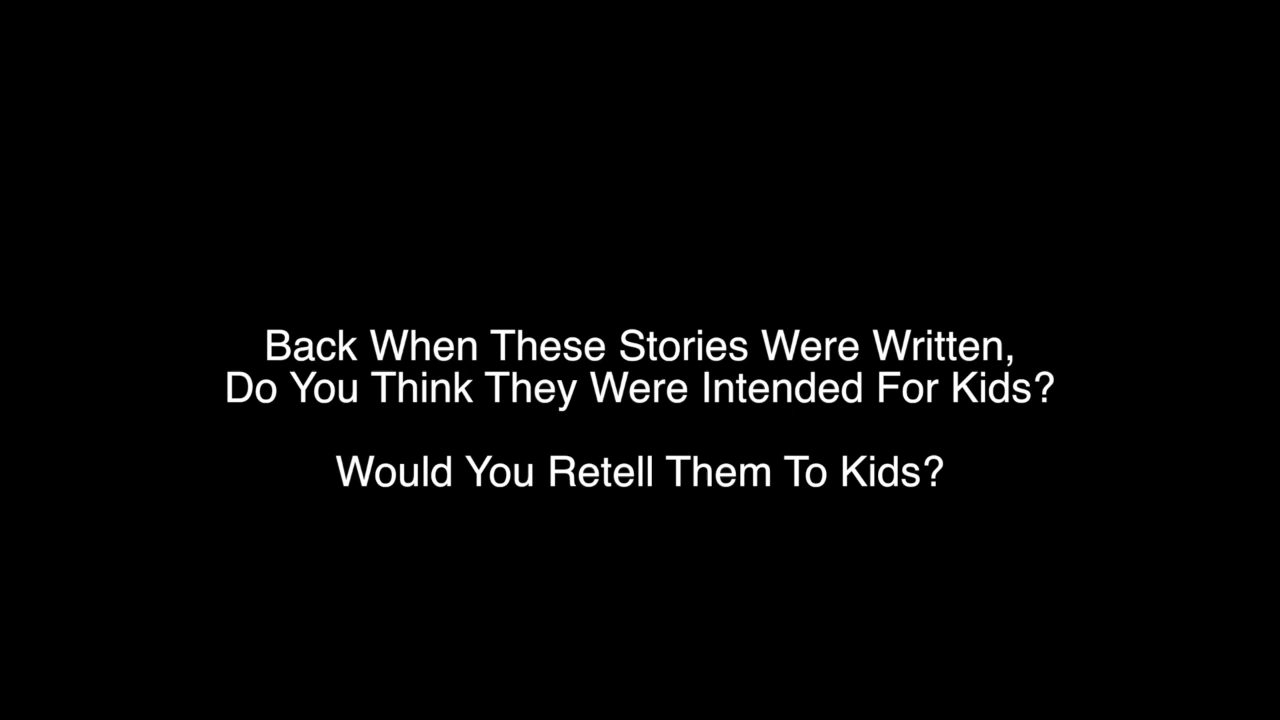 Back When These Stories Were Written,
Do You Think They Were Intended For Kids?
Would You Retell Them To Kids?